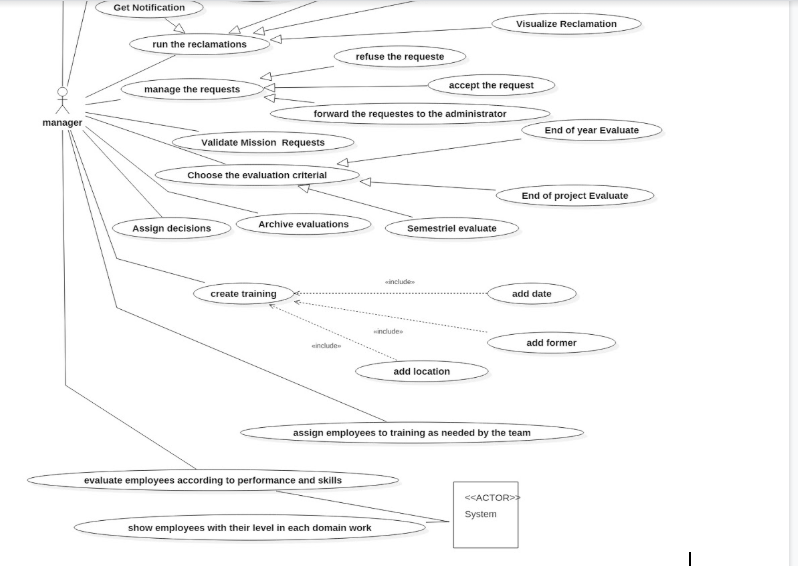 Get Notification
Visualize Reclamation
run the reclamations
refuse the requeste
manage the requests
accept the request
forward the requestes to the administrator
manager
End of year Evaluate
Validate Mission Requests
Choose the evaluation criterial
End of project Evaluate
Assign decisions
Archive evaluations
Semestriel evaluate
«include»
create training
add date
«include»
add former
«include»
add location
assign employees to training as needed by the team
evaluate employees according to performance and skills
<<ACTOR>>
System
show employees with their level in each domain work